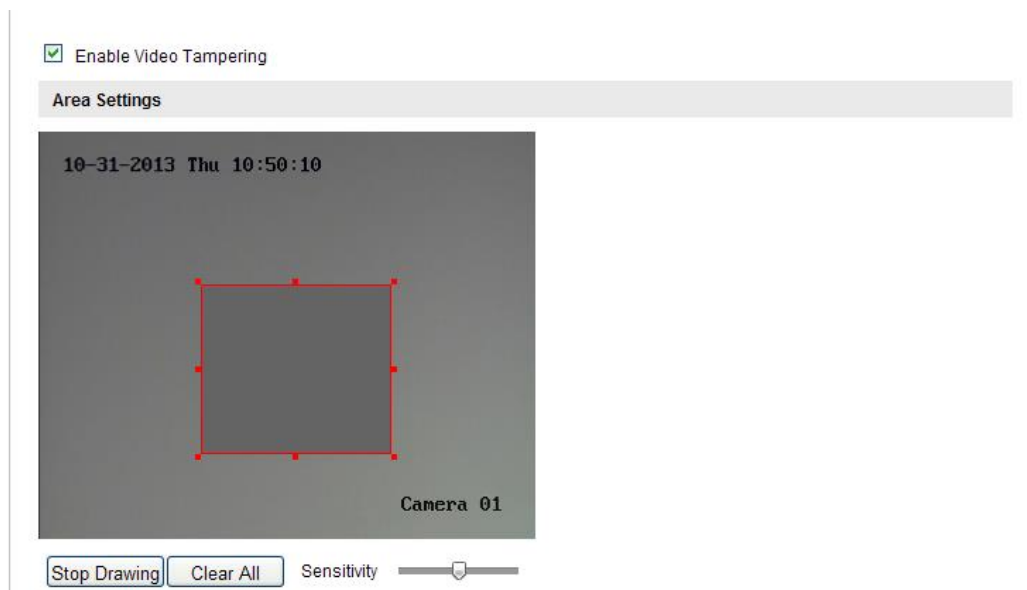 Enable Video Tampering
Area Settings
10-31-2013 Thu 10:50:10
Camera 01
Stop Drawing Clear All Sensitivity